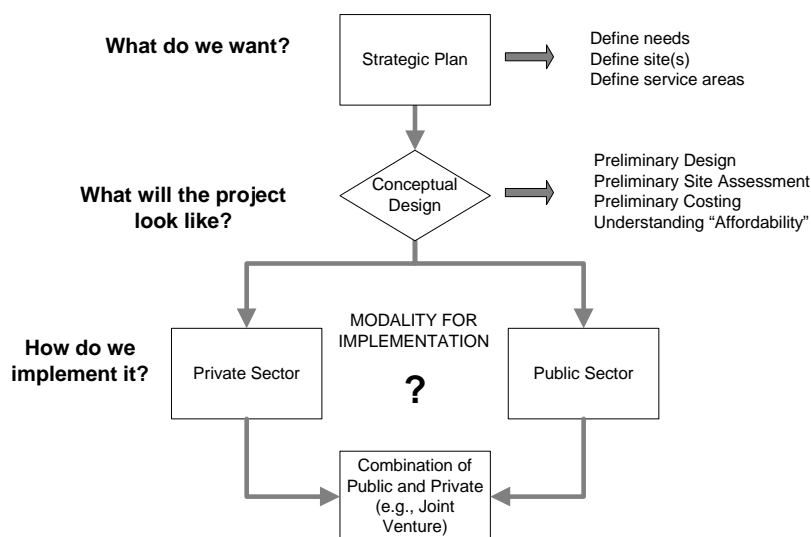 What do we want?
Strategic Plan
Define needs
Define site(s)
Define service areas
What will the project
look like?
Conceptual
Design
Preliminary Design
Preliminary Site Assessment
Preliminary Costing
Understanding “Affordability”
How do we
implement it?
Private Sector
MODALITY FOR
IMPLEMENTATION
?
Public Sector
Combination of
Public and Private
(e.g., Joint
Venture)